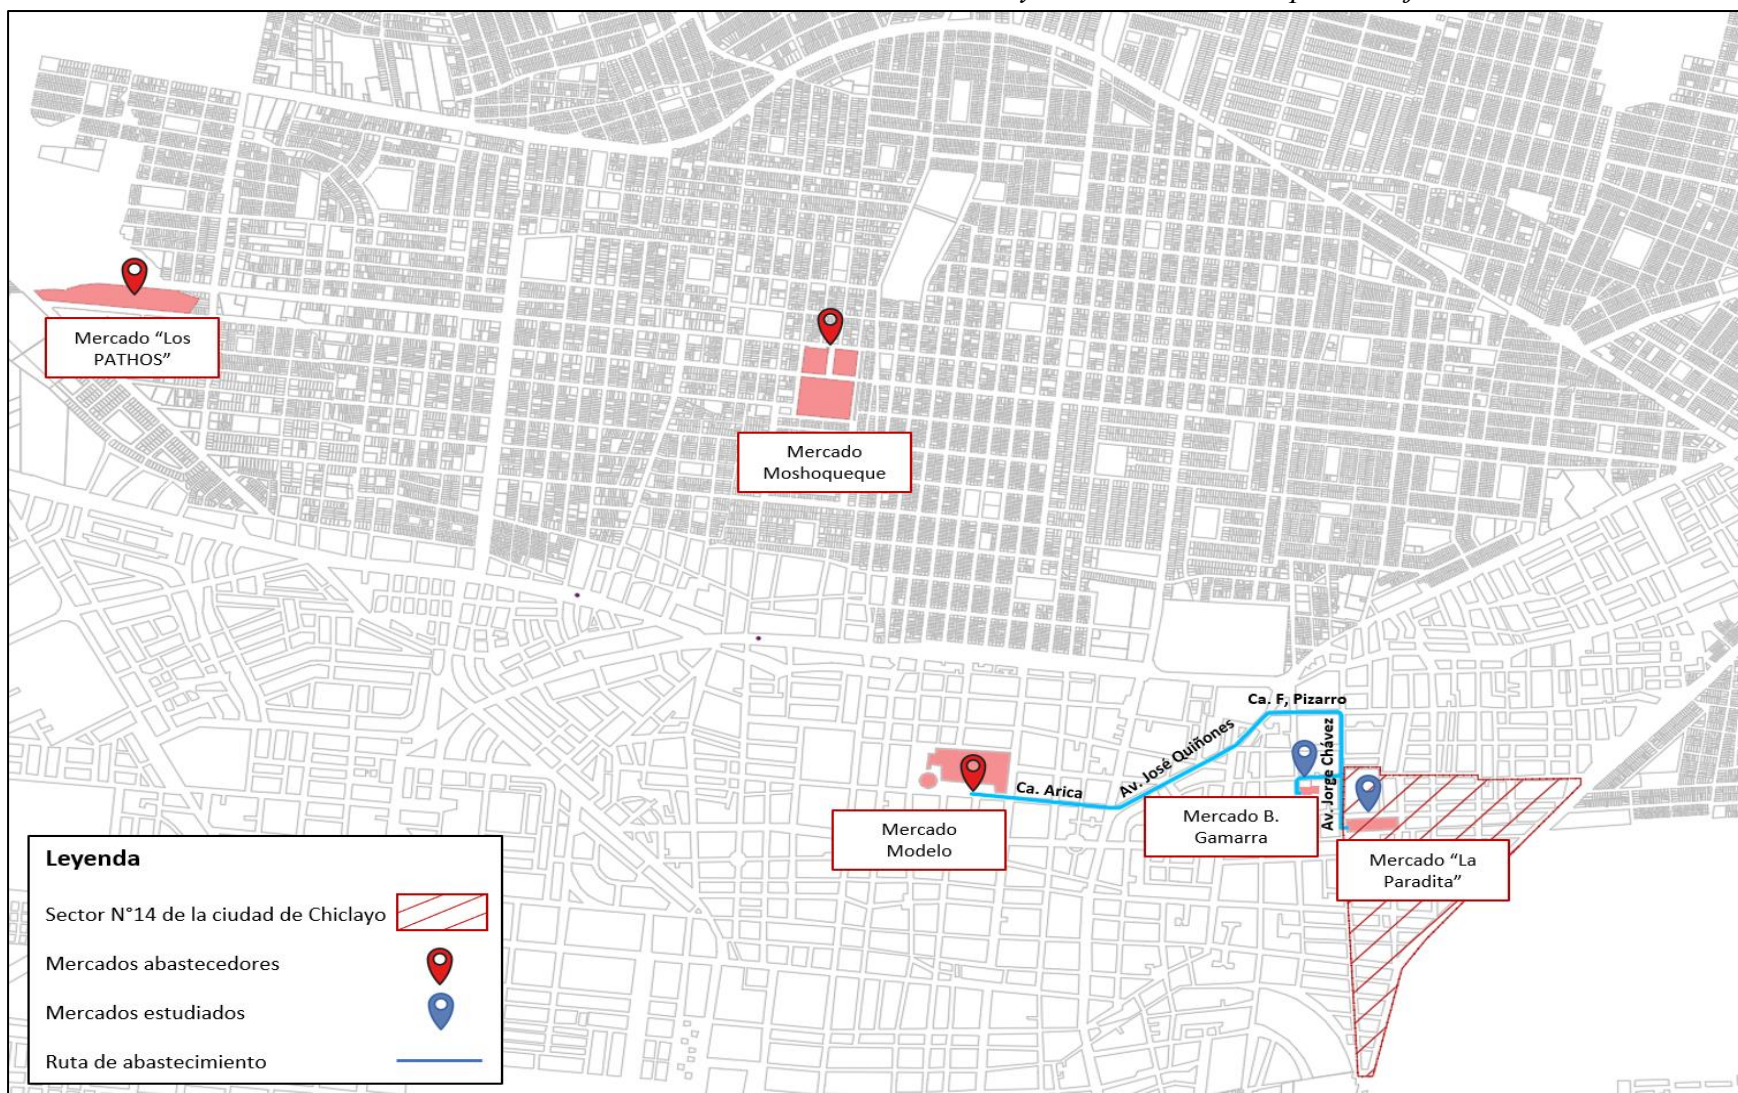 Mercado “Los
PATHOS”
Mercado
Moshoqueque
Ca. F, Pizarro
Av. José Quiñones
Av. Jorge Chávez
Ca. Arica
Mercado
Modelo
Mercado B.
Gamarra
Mercado “La
Paradita”
Leyenda
Sector N°14 de la ciudad de Chiclayo
Mercados abastecedores
Mercados estudiados
Ruta de abastecimiento